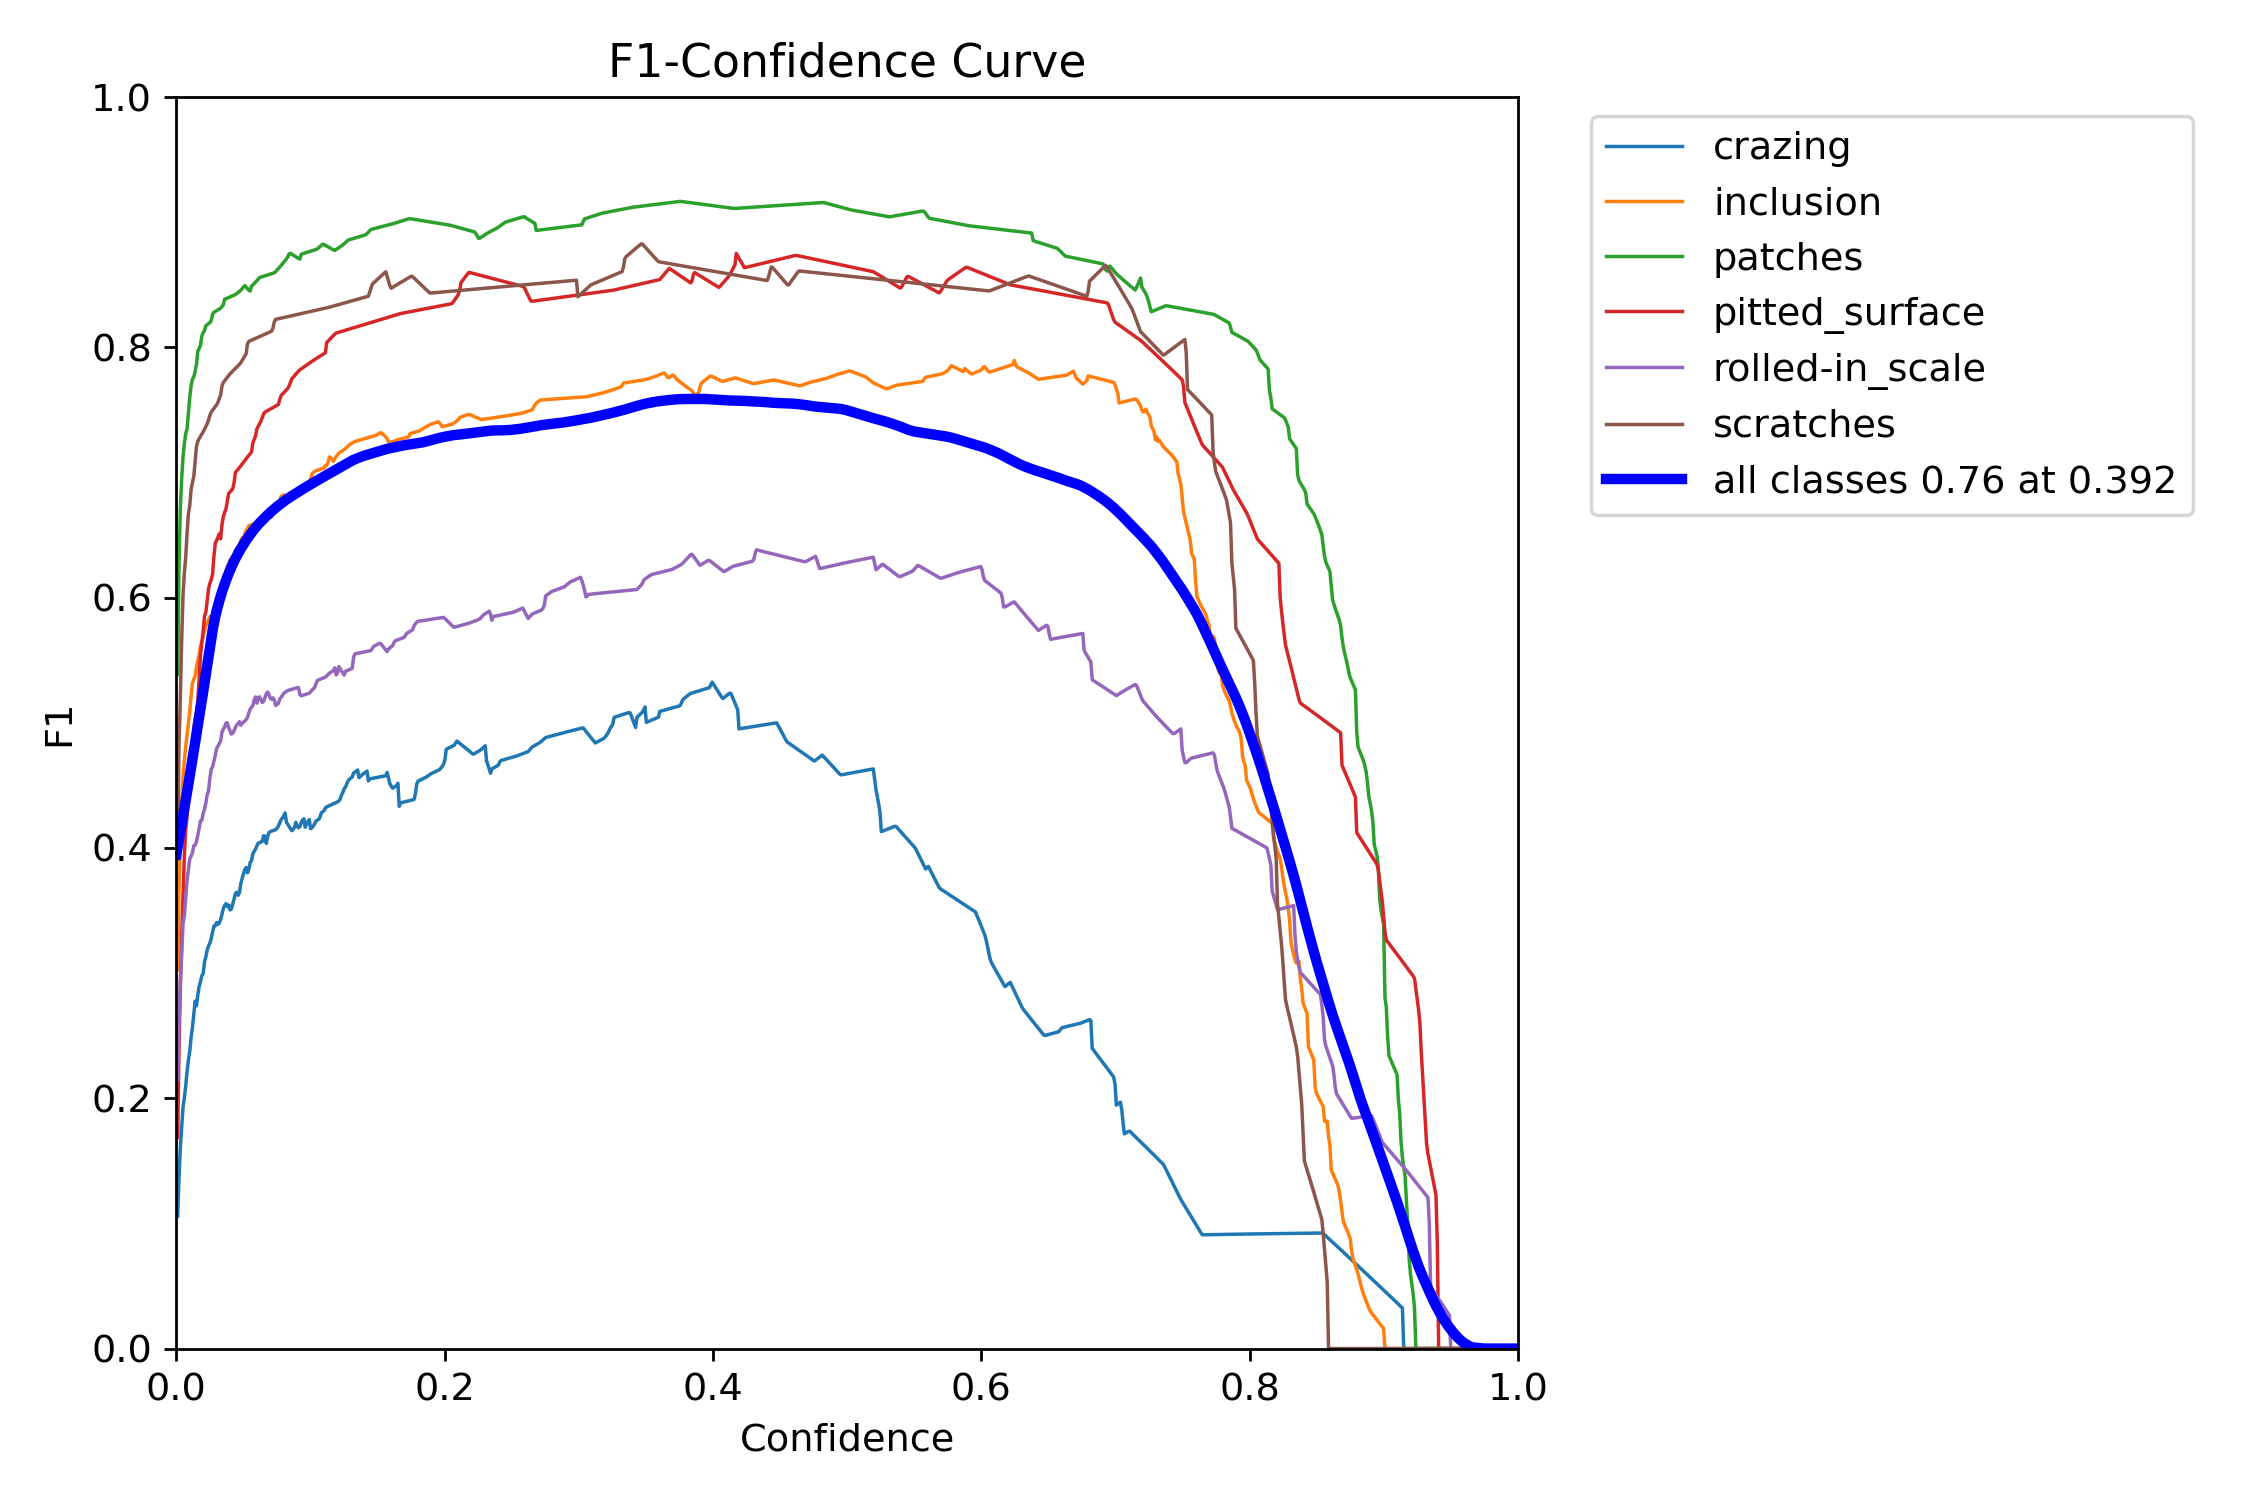 F1-Confidence Curve
1.0
0.8
0.6
0.4
0.2
0.0
F1
0.0 0.2 0.4 0.6 0.8 1.0
Confidence
crazing
inclusion
patches
pitted_surface
rolled-in_scale
scratches
all classes 0.76 at 0.392